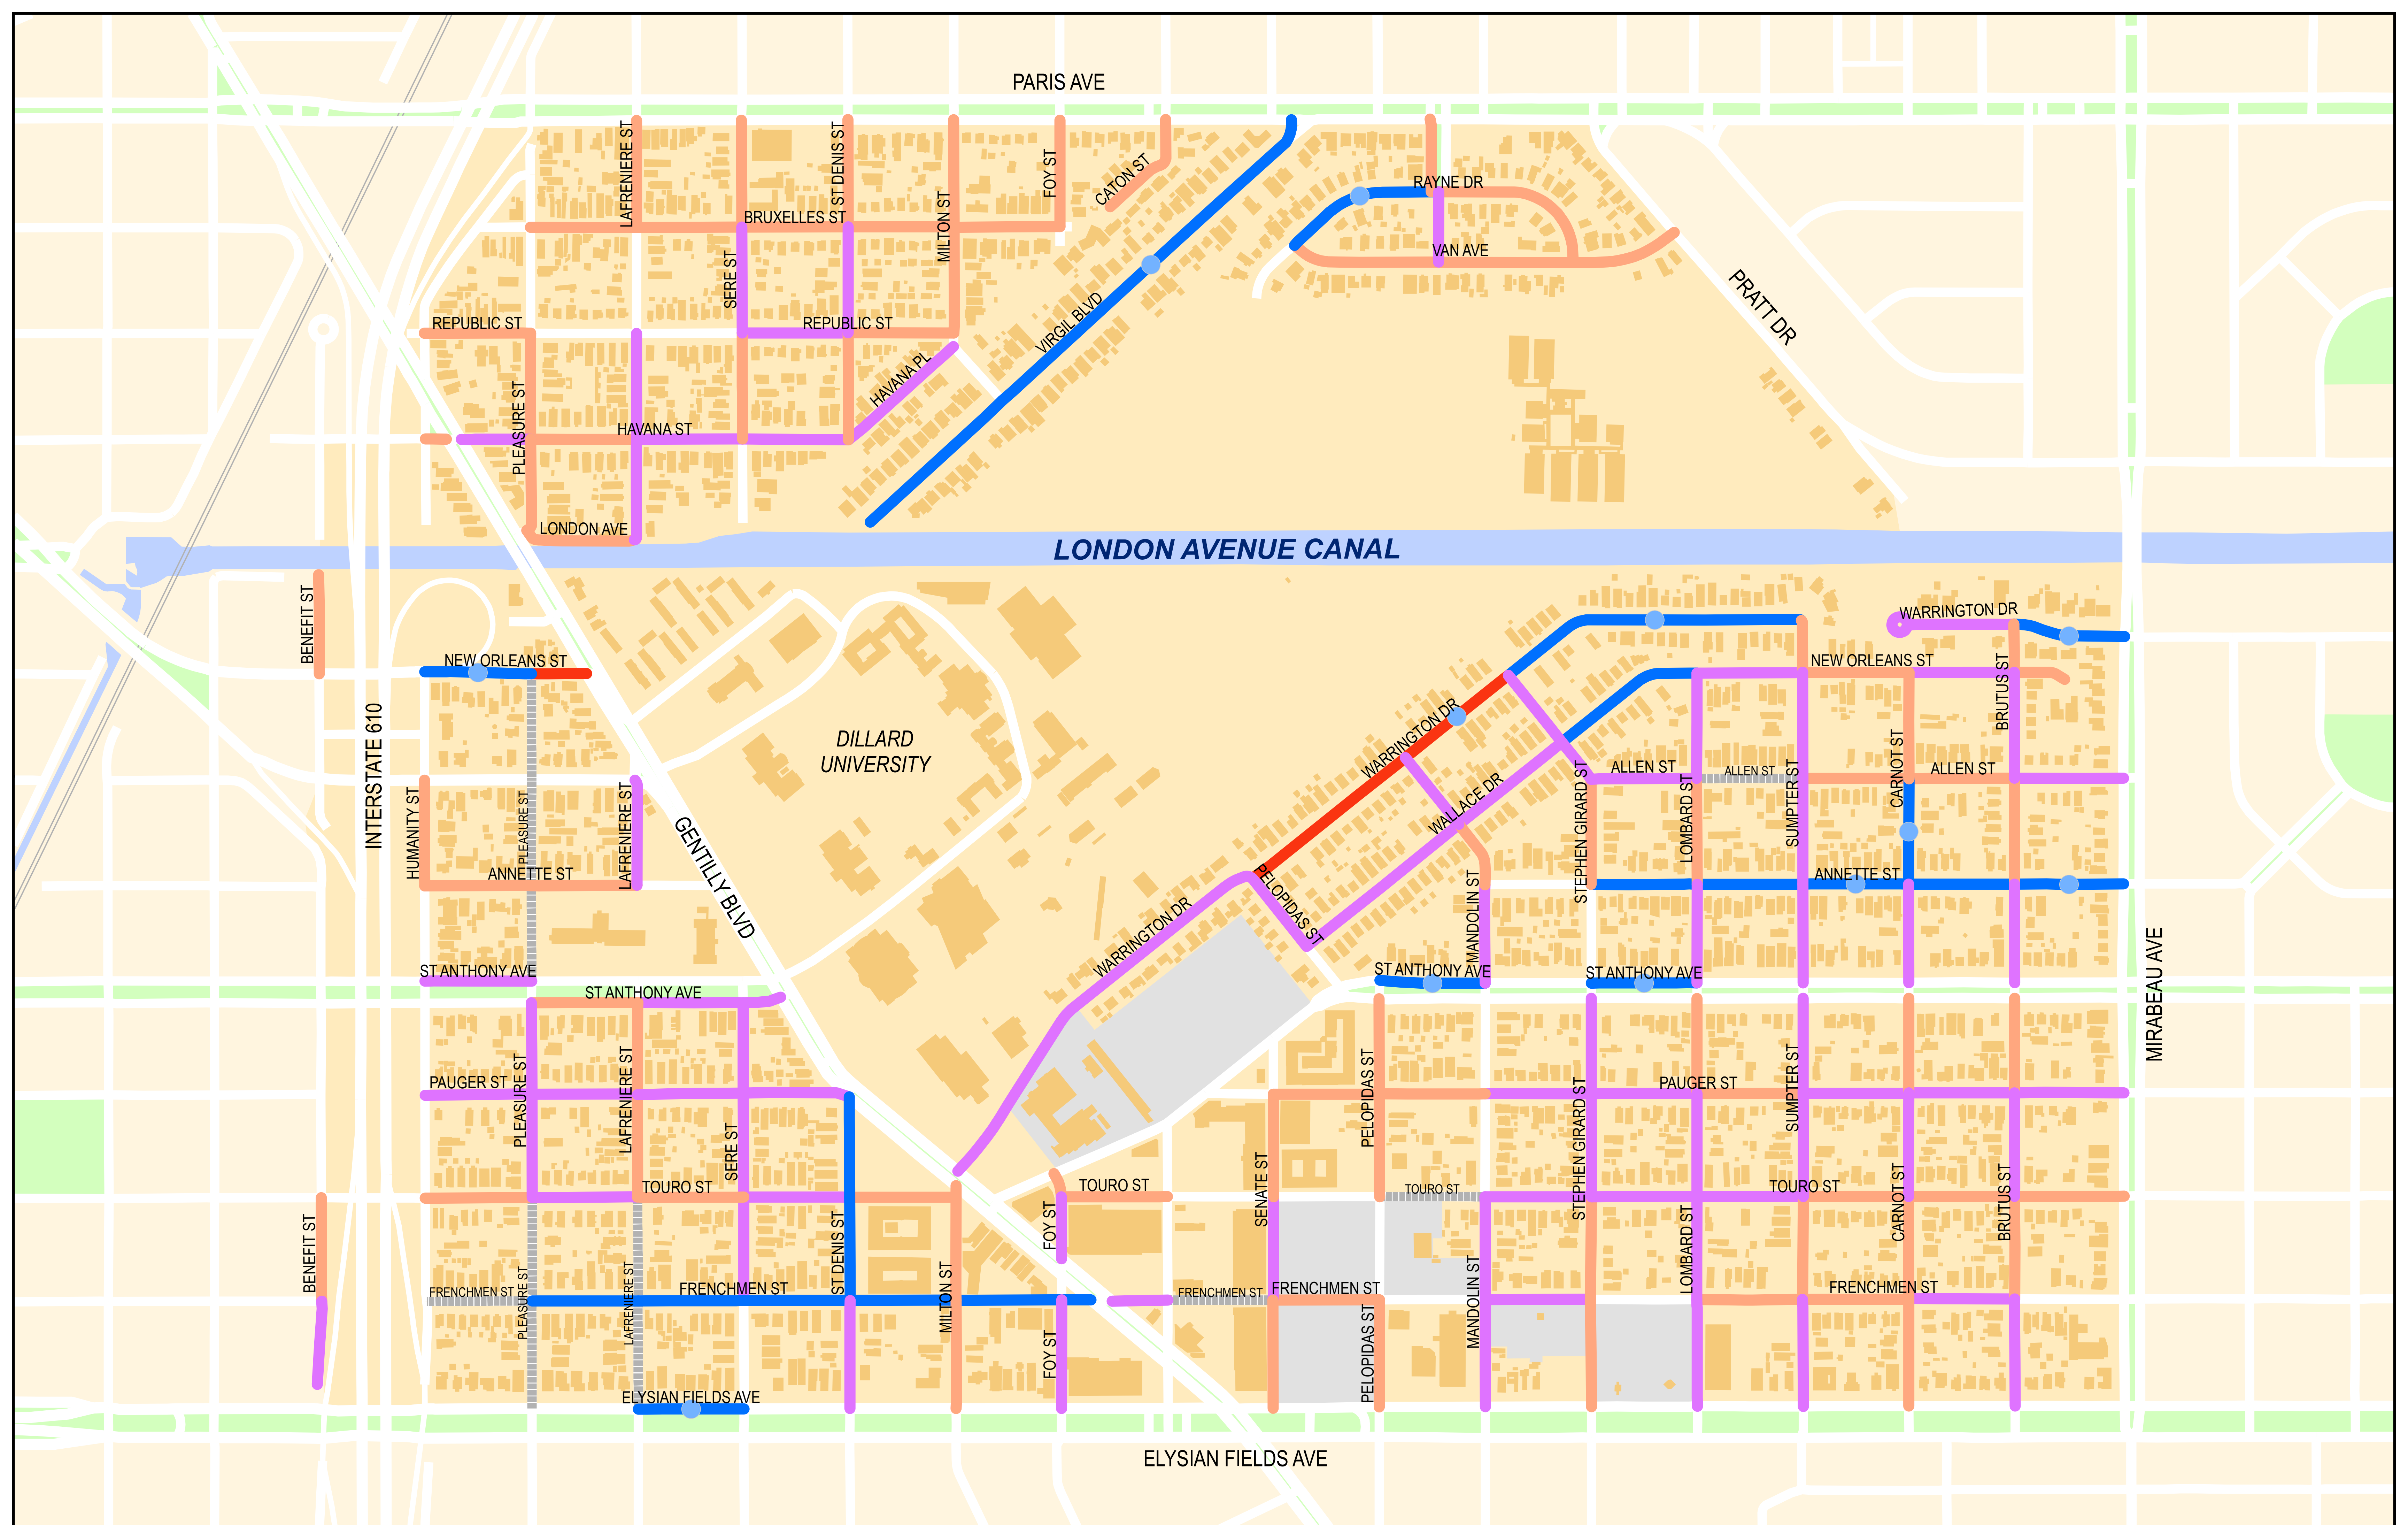 PARIS AVE
LAFRENIERE ST
ST DENIS ST
FOY ST
CATON ST
RAYNE DR
BRUXELLES ST
MILTON ST
VAN AVE
SERE ST
PRATT DR
REPUBLIC ST
REPUBLIC ST
VIRGIL BLVD
HAVANA PL
PLEASURE ST
HAVANA ST
LONDON AVE
LONDON AVENUE CANAL
BENEFIT ST
WARRINGTON DR
NEW ORLEANS ST
NEW ORLEANS ST
BRUTUS ST
INTERSTATE 610
DILLARD
UNIVERSITY
WARRINGTON DR
CARNOT ST
ALLEN ST
ALLEN ST
ALLEN ST
HUMANITY ST
PLEASURE ST
LAFRENIERE ST
GENTILLY BLVD
WALLACE DR
STEPHEN GIRARD ST
LOMBARD ST
SUMPTER ST
ANNETTE ST
ANNETTE ST
PELOPIDAS ST
MANDOLIN ST
WARRINGTON DR
ST ANTHONY AVE
ST ANTHONY AVE
ST ANTHONY AVE
ST ANTHONY AVE
MIRABEAU AVE
PAUGER ST
PLEASURE ST
LAFRENIERE ST
PELOPIDAS ST
PAUGER ST
SUMPTER ST
STEPHEN GIRARD ST
SERE ST
TOURO ST
TOURO ST
SENATE ST
TOURO ST
TOURO ST
CARNOT ST
BRUTUS ST
BENEFIT ST
ST DENIS ST
FOY ST
LOMBARD ST
FRENCHMEN ST
PLEASURE ST
LAFRENIERE ST
FRENCHMEN ST
MILTON ST
FRENCHMEN ST
FRENCHMEN ST
MANDOLIN ST
FRENCHMEN ST
FOY ST
PELOPIDAS ST
ELYSIAN FIELDS AVE
ELYSIAN FIELDS AVE